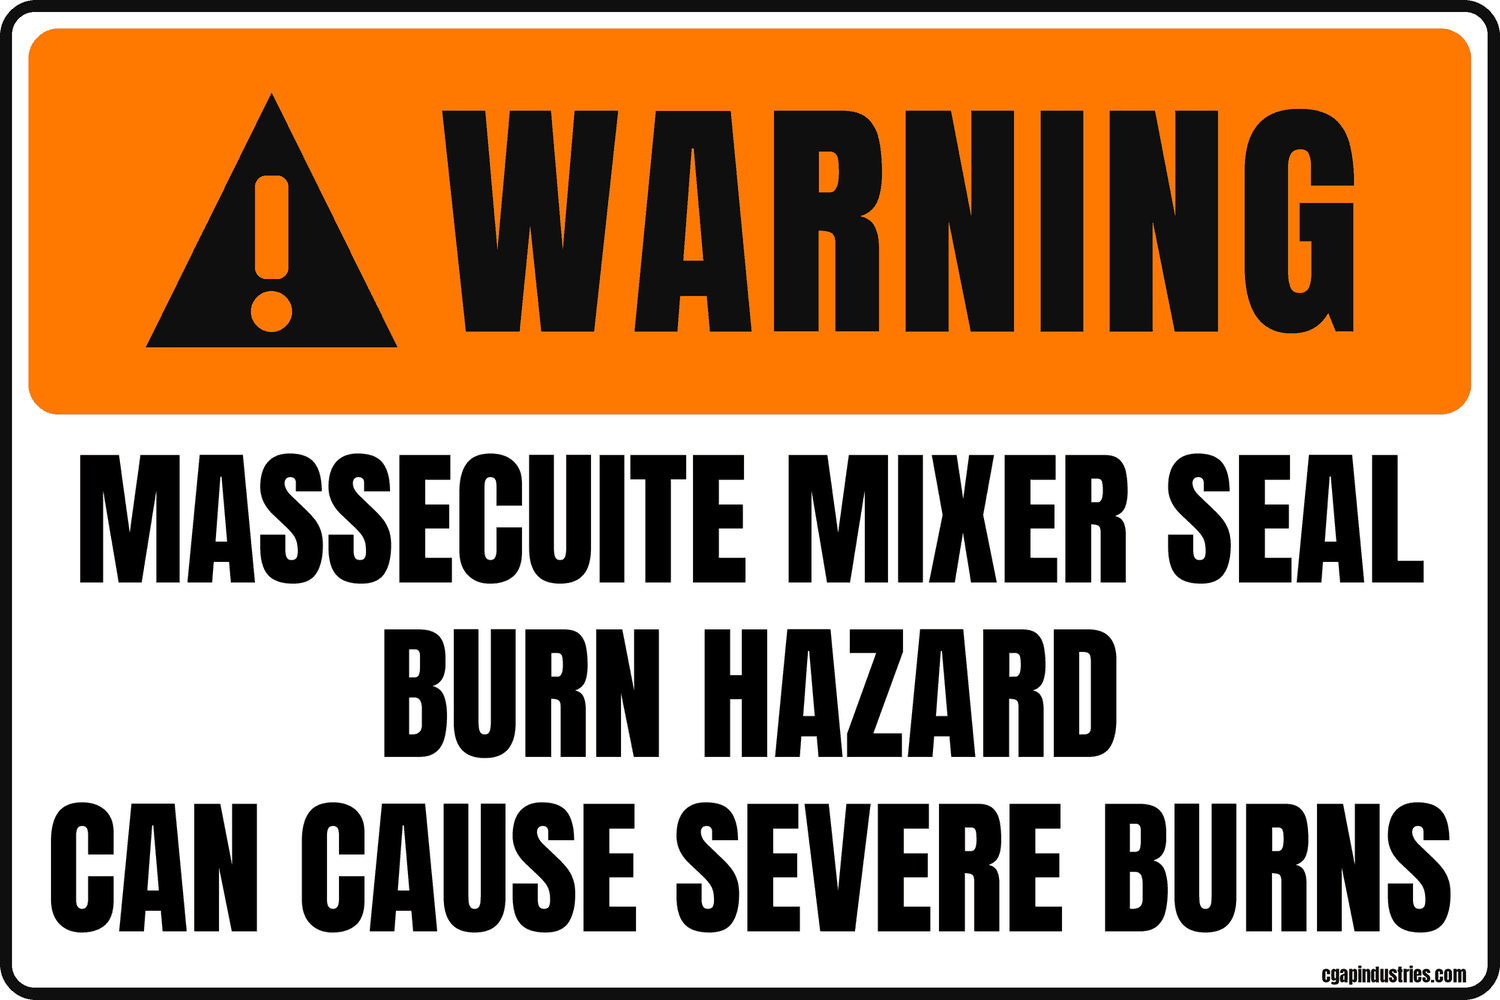 WARNING
MASSECUITE MIXER SEAL
BURN HAZARD
CAN CAUSE SEVERE BURNS
cgapindustries.com